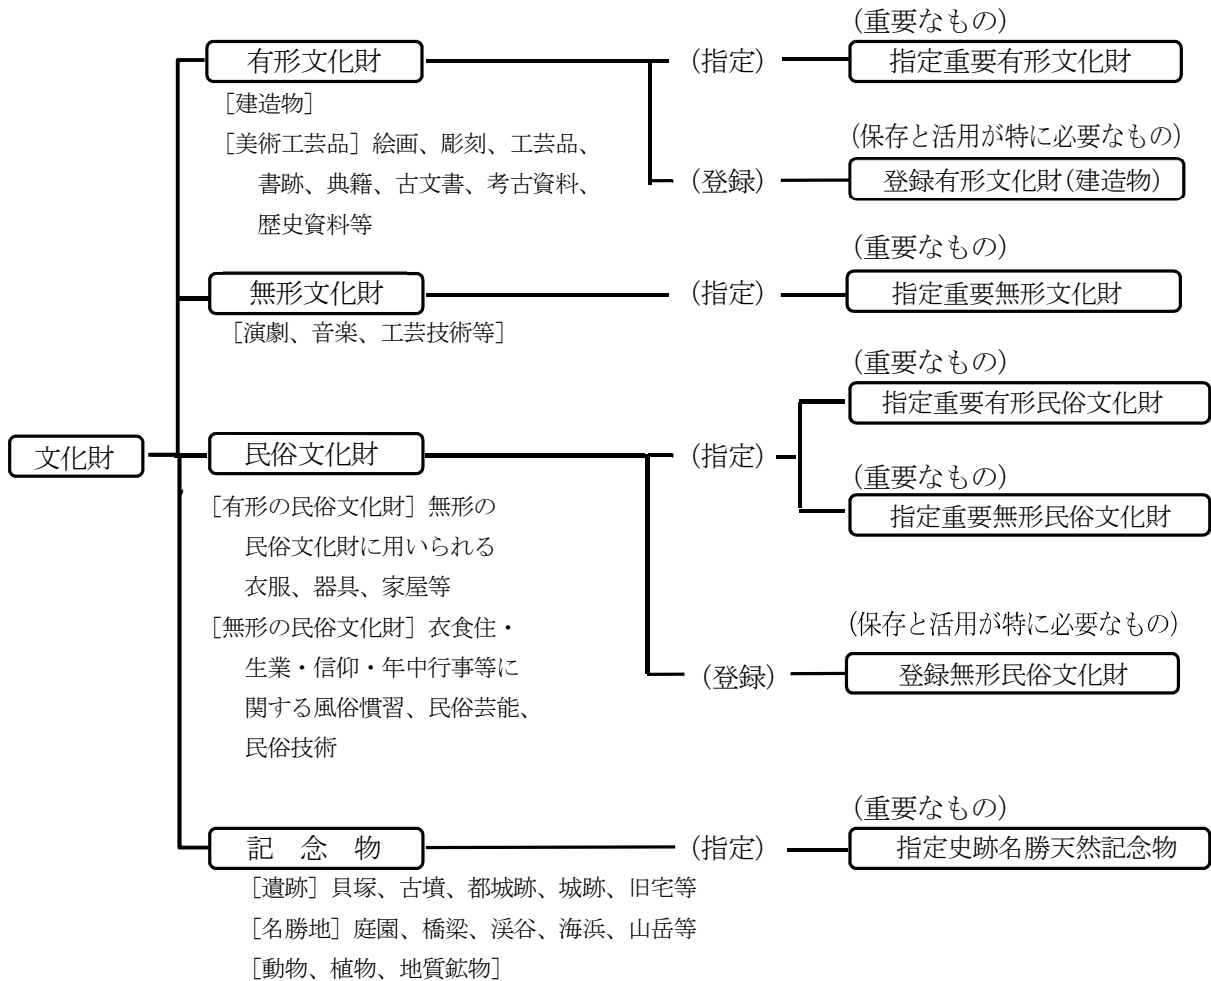 (重要なもの)
有形文化財
(指定)
指定重要有形文化財
[建造物]
[美術工芸品] 絵画、彫刻、工芸品、
書跡、典籍、古文書、考古資料、
歴史資料等
(保存と活用が特に必要なもの)
(登録)
登録有形文化財(建造物)
(重要なもの)
無形文化財
(指定)
指定重要無形文化財
[演劇、音楽、工芸技術等]
(重要なもの)
指定重要有形民俗文化財
文化財
民俗文化財
(指定)
(重要なもの)
指定重要無形民俗文化財
[有形の民俗文化財] 無形の
民俗文化財に用いられる
衣服、器具、家屋等
[無形の民俗文化財] 衣食住・
生業・信仰・年中行事等に
関する風俗慣習、民俗芸能、
民俗技術
(保存と活用が特に必要なもの)
(登録)
登録無形民俗文化財
(重要なもの)
記 念 物
(指定)
指定史跡名勝天然記念物
[遺跡] 貝塚、古墳、都城跡、城跡、旧宅等
[名勝地] 庭園、橋梁、渓谷、海浜、山岳等
[動物、植物、地質鉱物]